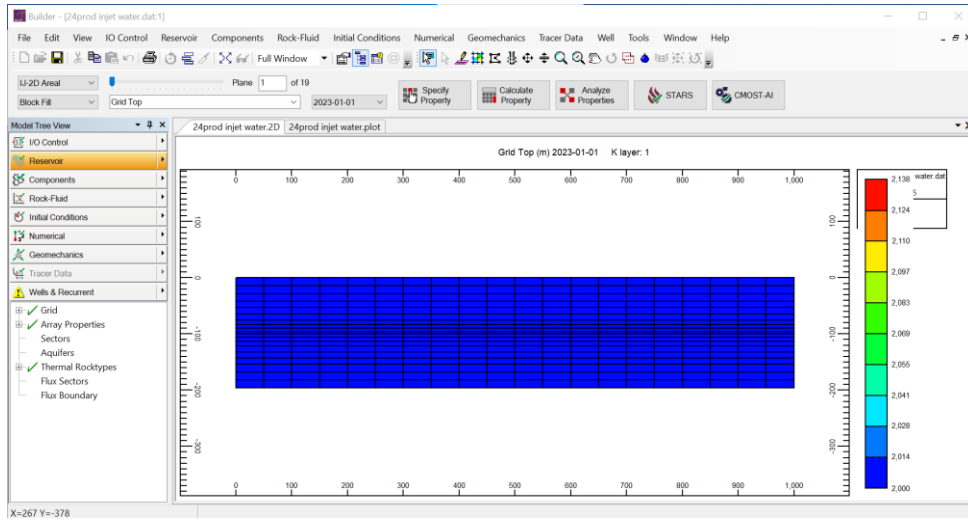 Builder - [24prod injet water.dat:1]
File Edit View IO Control Reservoir Components Rock-Fluid Initial Conditions Numerical Geomechanics Tracer Data Well Tools Window Help
Full Window
IJ-2D Areal Plane 1 of 19
Block Fill Grid Top 2023-01-01
Specify Property
Calculate Property
Analyze Properties
STARS
CMOST-AI
Model Tree View
I/O Control
Reservoir
Components
Rock-Fluid
Initial Conditions
Numerical
Geomechanics
Tracer Data
Wells & Recurrent
Grid
Array Properties
Sectors
Aquifers
Thermal Rocktypes
Flux Sectors
Flux Boundary
24prod injet water.2D 24prod injet water.plot
Grid Top (m) 2023-01-01 K layer: 1
0 100 200 300 400 500 600 700 800 900 1,000
100 100
0 0
-100 -100
-200 -200
-300 -300
0 100 200 300 400 500 600 700 800 900 1,000
water.dat
5
2,138
2,124
2,110
2,097
2,083
2,069
2,055
2,041
2,028
2,014
2,000
X=267 Y=-378